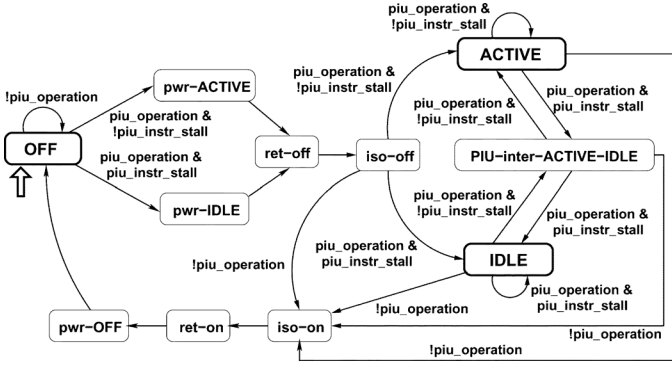 piu_operation &
!piu_instr_stall
ACTIVE
!piu_operation
pwr-ACTIVE
piu_operation &
!piu_instr_stall
piu_operation &
!piu_instr_stall
piu_operation &
piu_instr_stall
piu_operation &
!piu_instr_stall
OFF
ret-off
iso-off
PIU-inter-ACTIVE-IDLE
piu_operation &
piu_instr_stall
pwr-IDLE
piu_operation &
!piu_instr_stall
piu_operation &
piu_instr_stall
piu_operation &
piu_instr_stall
IDLE
!piu_operation
piu_operation &
piu_instr_stall
!piu_operation
pwr-OFF
ret-on
iso-on
!piu_operation
!piu_operation